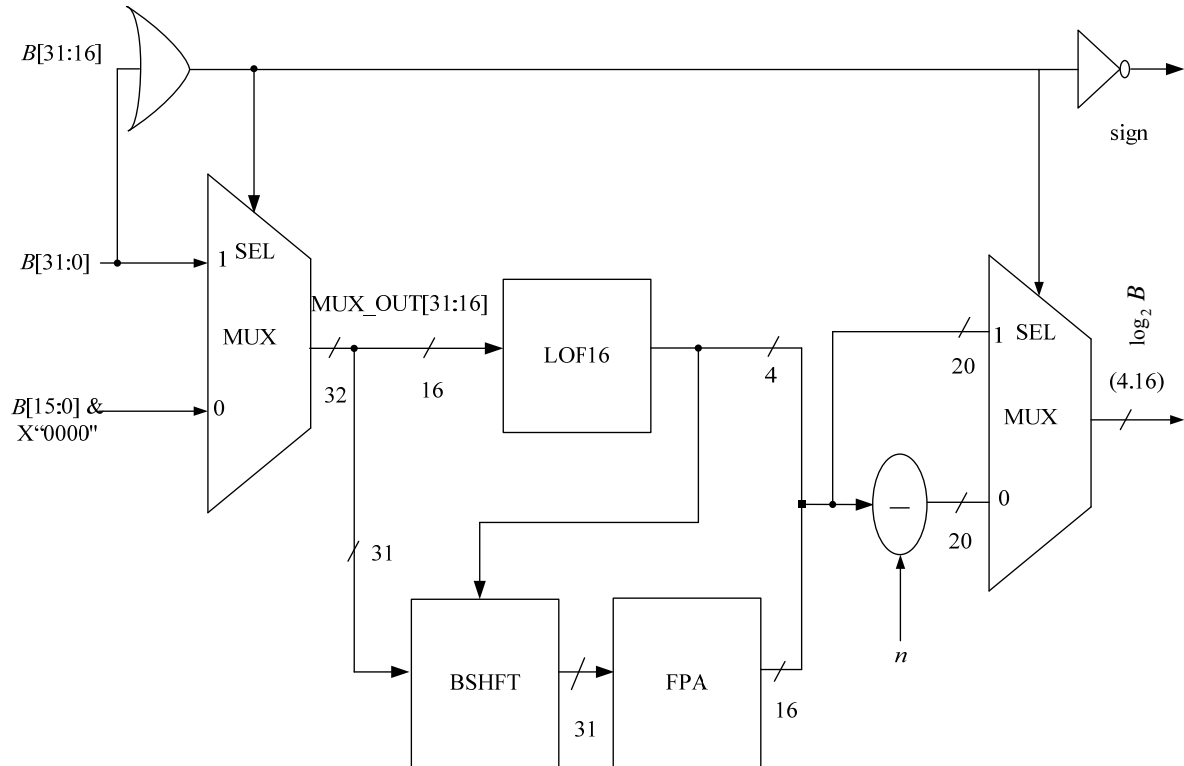 B[31:16]
sign
B[31:0]
1
SEL
MUX
0
B[15:0] &
X“0000"
32
MUX_OUT[31:16]
16
LOF16
4
31
BSHFT
31
FPA
16
20
1
SEL
MUX
0
—
20
n
log₂ B
(4.16)